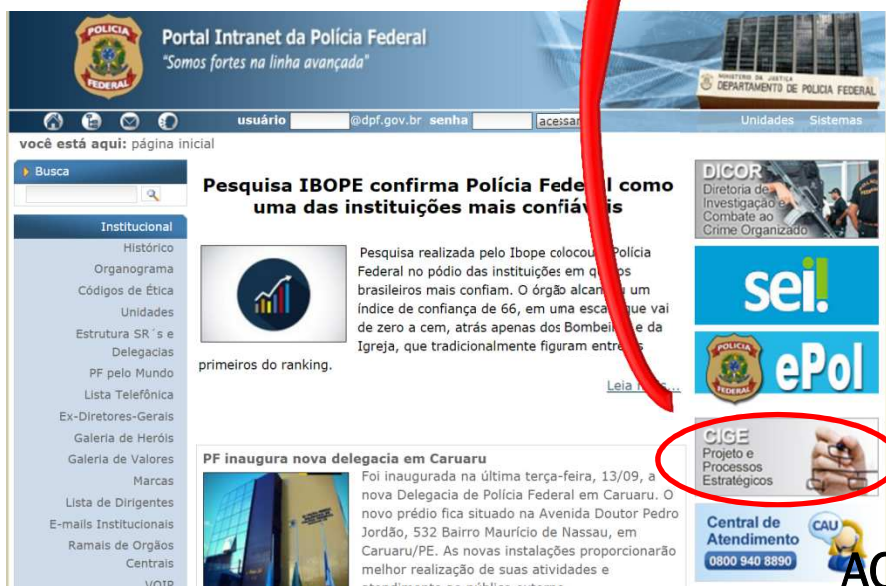 POLICIA
FEDERAL
Portal Intranet da Polícia Federal
"Somos fortes na linha avançada"
MINISTERIO DA JUSTIÇA
DEPARTAMENTO DE POLICIA FEDERAL
usuário @dpf.gov.br senha acessar
Unidades Sistemas
você está aqui: página inicial
Busca
Institucional
Histórico
Organograma
Códigos de Ética
Unidades
Estrutura SR´s e
Delegacias
PF pelo Mundo
Lista Telefônica
Ex-Diretores-Gerais
Galeria de Heróis
Galeria de Valores
Marcas
Lista de Dirigentes
E-mails Institucionais
Ramais de Orgãos
Centrais
VOIP
Pesquisa IBOPE confirma Polícia Federal como
uma das instituições mais confiáveis
Pesquisa realizada pelo Ibope colocou Polícia
Federal no pódio das instituições em que os
brasileiros mais confiam. O órgão alcançou um
índice de confiança de 66, em uma escala que vai
de zero a cem, atrás apenas dos Bombeiros e da
Igreja, que tradicionalmente figuram entre os
primeiros do ranking.
Leia mais...
PF inaugura nova delegacia em Caruaru
Foi inaugurada na última terça-feira, 13/09, a
nova Delegacia de Polícia Federal em Caruaru. O
novo prédio fica situado na Avenida Doutor Pedro
Jordão, 532 Bairro Maurício de Nassau, em
Caruaru/PE. As novas instalações proporcionarão
melhor realização de suas atividades e
atendimento ao público externo
DICOR
Diretoria de
Investigação e
Combate ao
Crime Organizado
sei!
POLICIA
FEDERAL
ePol
CIGE
Projeto e
Processos
Estratégicos
Central de
Atendimento
0800 940 8890
CAU